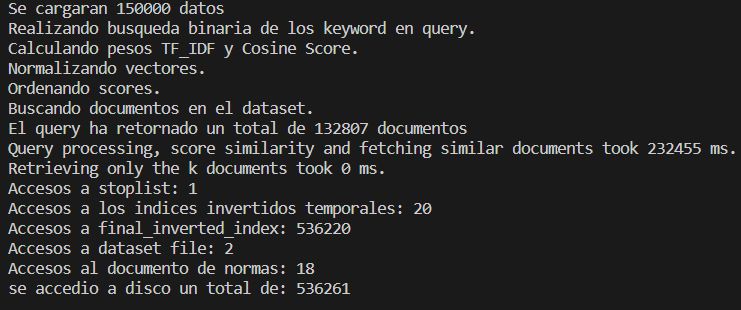 Se cargaran 150000 datos
Realizando busqueda binaria de los keyword en query.
Calculando pesos TF_IDF y Cosine Score.
Normalizando vectores.
Ordenando scores.
Buscando documentos en el dataset.
El query ha retornado un total de 132807 documentos
Query processing, score similarity and fetching similar documents took 232455 ms.
Retrieving only the k documents took 0 ms.
Accesos a stoplist: 1
Accesos a los indices invertidos temporales: 20
Accesos a final_inverted_index: 536220
Accesos a dataset file: 2
Accesos al documento de normas: 18
se accedio a disco un total de: 536261